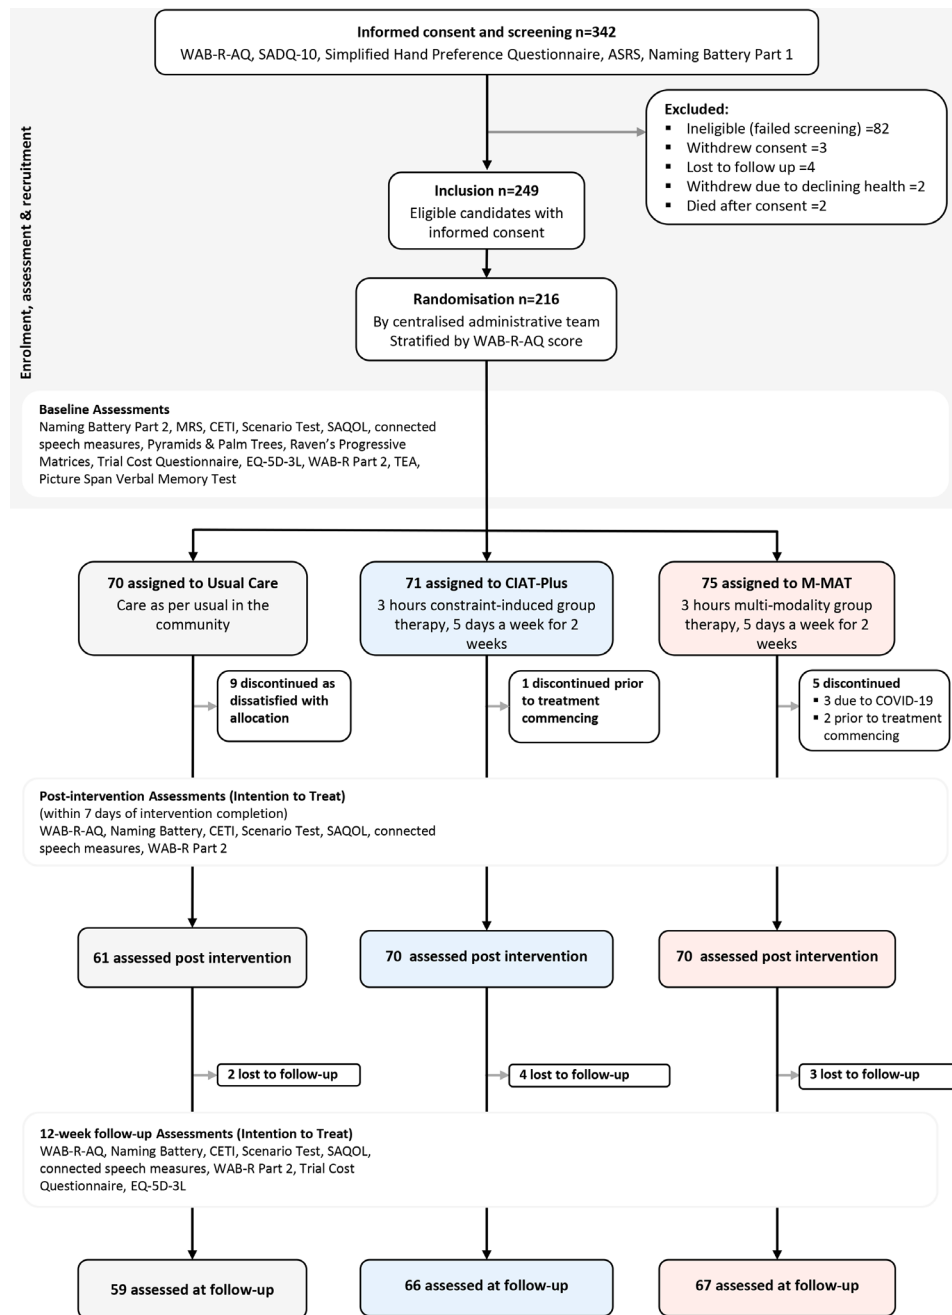 Informed consent and screening n=342
WAB-R-AQ, SADQ-10, Simplified Hand Preference Questionnaire, ASRS, Naming Battery Part 1
Enrolment, assessment & recruitment
Excluded:
▪ Ineligible (failed screening) =82
▪ Withdrew consent =3
▪ Lost to follow up =4
▪ Withdrew due to declining health =2
▪ Died after consent =2
Inclusion n=249
Eligible candidates with
informed consent
Randomisation n=216
By centralised administrative team
Stratified by WAB-R-AQ score
Baseline Assessments
Naming Battery Part 2, MRS, CETI, Scenario Test, SAQOL, connected
speech measures, Pyramids & Palm Trees, Raven's Progressive
Matrices, Trial Cost Questionnaire, EQ-5D-3L, WAB-R Part 2, TEA,
Picture Span Verbal Memory Test
70 assigned to Usual Care
Care as per usual in the
community
71 assigned to CIAT-Plus
3 hours constraint-induced group
therapy, 5 days a week for 2
weeks
75 assigned to M-MAT
3 hours multi-modality group
therapy, 5 days a week for 2
weeks
9 discontinued as
dissatisfied with
allocation
1 discontinued prior
to treatment
commencing
5 discontinued
▪ 3 due to COVID-19
▪ 2 prior to treatment
commencing
Post-intervention Assessments (Intention to Treat)
(within 7 days of intervention completion)
WAB-R-AQ, Naming Battery, CETI, Scenario Test, SAQOL, connected
speech measures, WAB-R Part 2
61 assessed post intervention
70 assessed post intervention
70 assessed post intervention
2 lost to follow-up
4 lost to follow-up
3 lost to follow-up
12-week follow-up Assessments (Intention to Treat)
WAB-R-AQ, Naming Battery, CETI, Scenario Test, SAQOL,
connected speech measures, WAB-R Part 2, Trial Cost
Questionnaire, EQ-5D-3L
59 assessed at follow-up
66 assessed at follow-up
67 assessed at follow-up